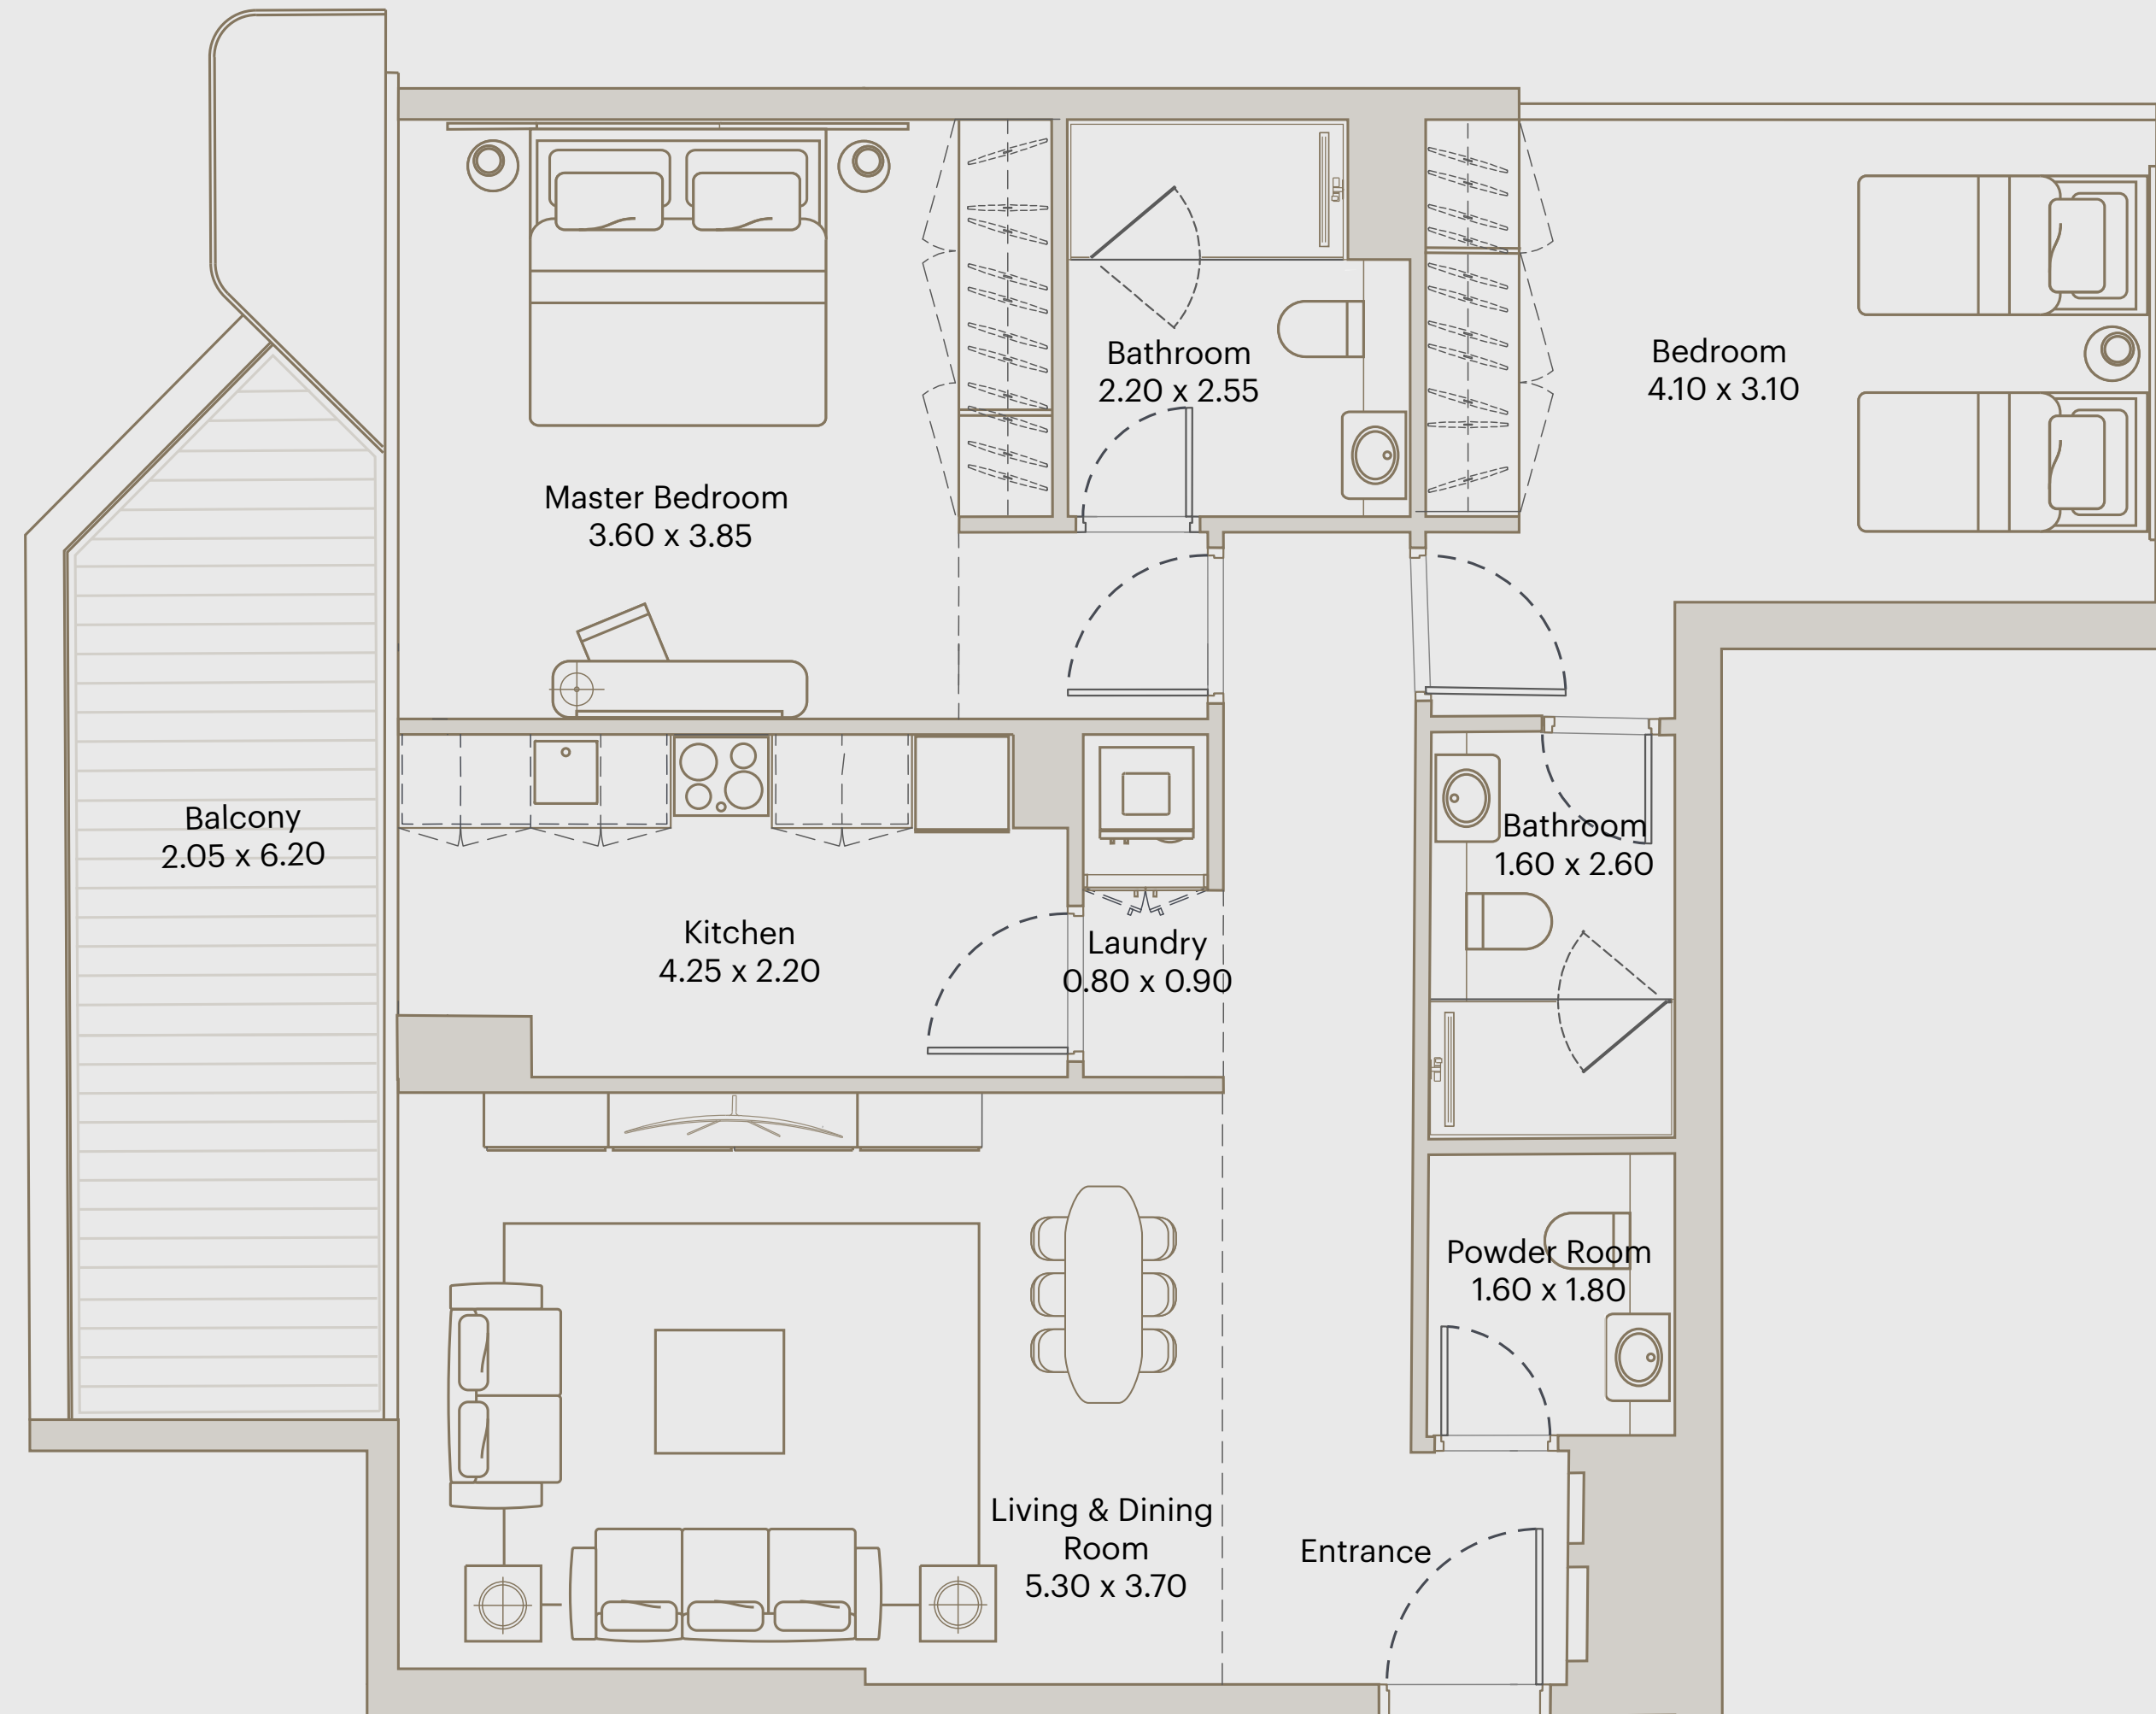 Bathroom
2.20 x 2.55
Bedroom
4.10 x 3.10
Master Bedroom
3.60 x 3.85
Balcony
2.05 x 6.20
Bathroom
1.60 x 2.60
Kitchen
4.25 x 2.20
Laundry
0.80 x 0.90
Powder Room
1.60 x 1.80
Living & Dining
Room
5.30 x 3.70
Entrance